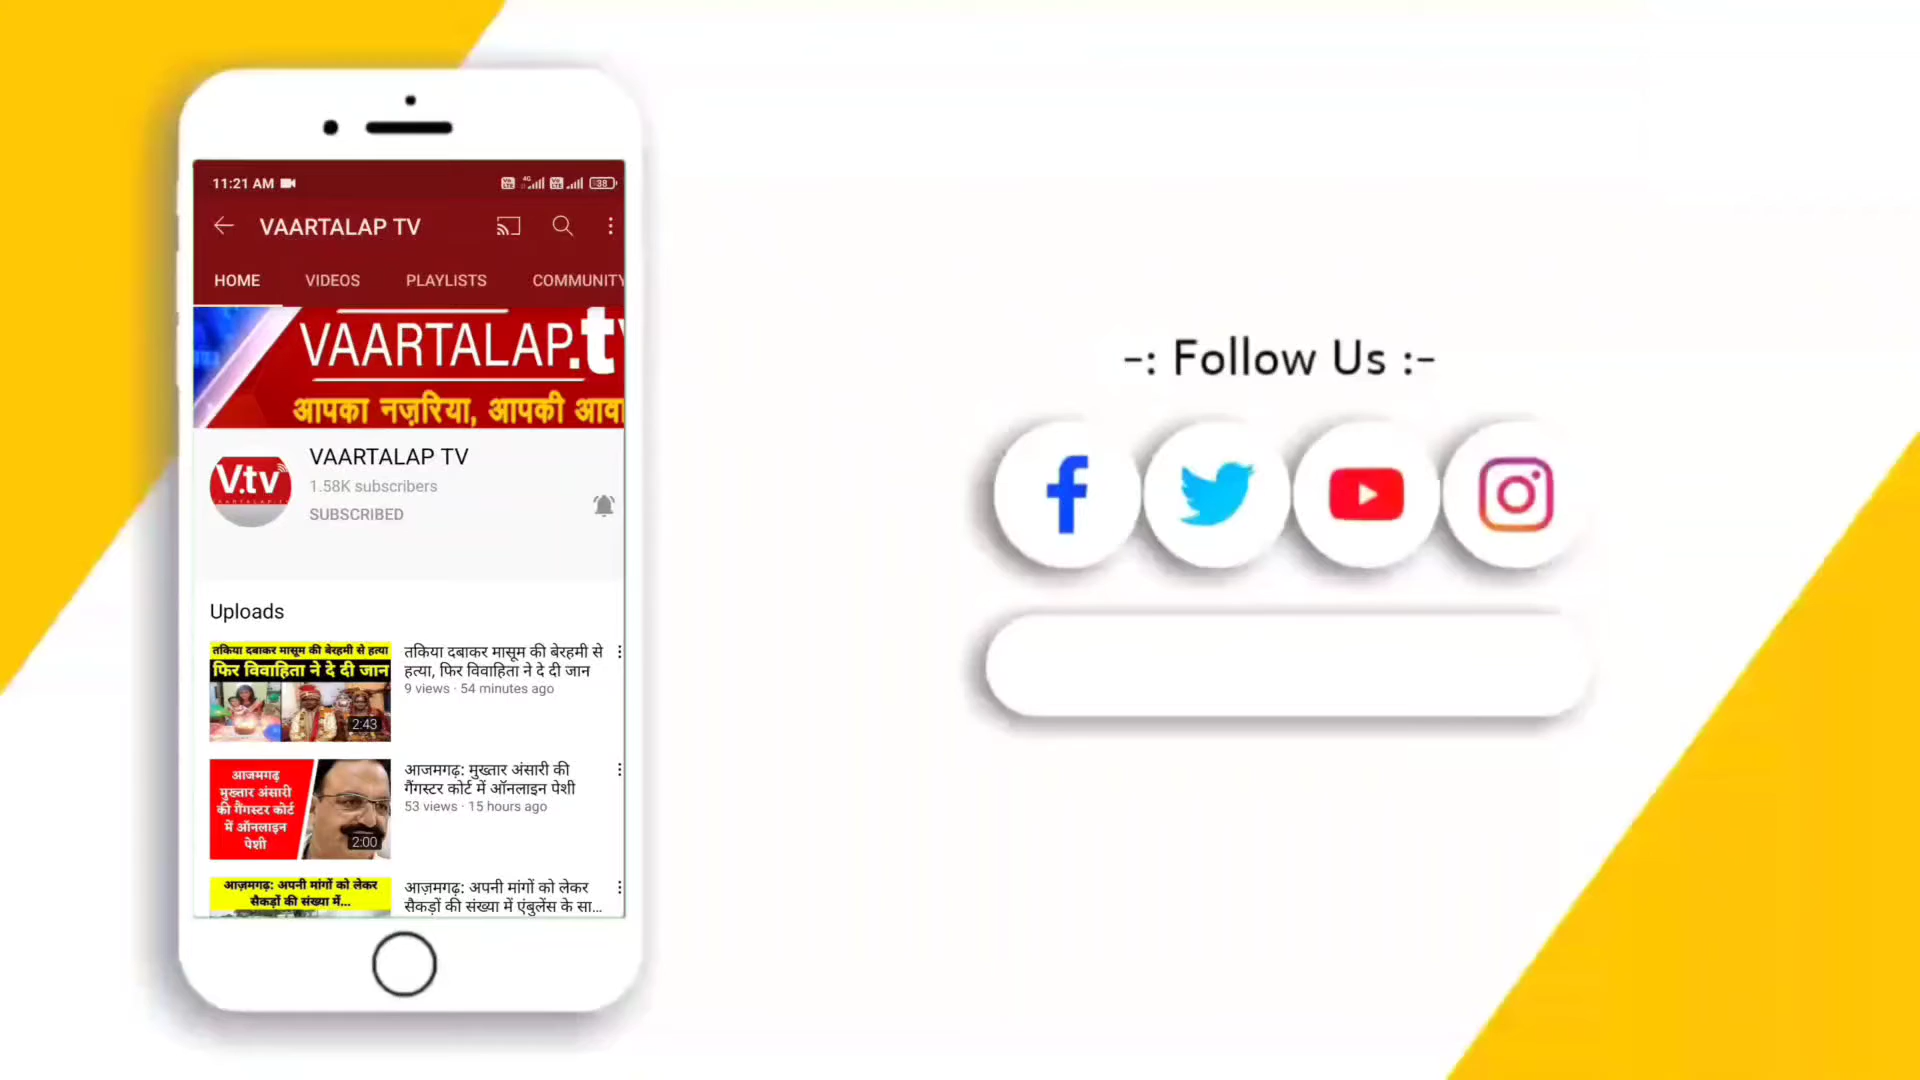 11:21 AM
4G
38
VAARTALAP TV
HOME VIDEOS PLAYLISTS COMMUNITY
VAARTALAP.tv
आपका नज़रिया, आपकी
V.tv
VAARTALAP TV
1.58K subscribers
SUBSCRIBED
Uploads
तकिया दबाकर मासूम की बेरहमी से हत्या
फिर विवाहिता ने दे दी जान
2:43
तकिया दबाकर मासूम की बेरहमी से
हत्या, फिर विवाहिता ने दे दी जान
9 views · 54 minutes ago
आजमगढ़
मुख्तार अंसारी
की गैंगस्टर कोर्ट
में ऑनलाइन
पेशी
2:00
आजमगढ़: मुख्तार अंसारी की
गैंगस्टर कोर्ट में ऑनलाइन पेशी
53 views · 15 hours ago
आज़मगढ़: अपनी मांगों को लेकर
सैकड़ों की संख्या में...
आज़मगढ़: अपनी मांगों को लेकर
सैकड़ों की संख्या में एंबुलेंस के सा...
-: Follow Us :-